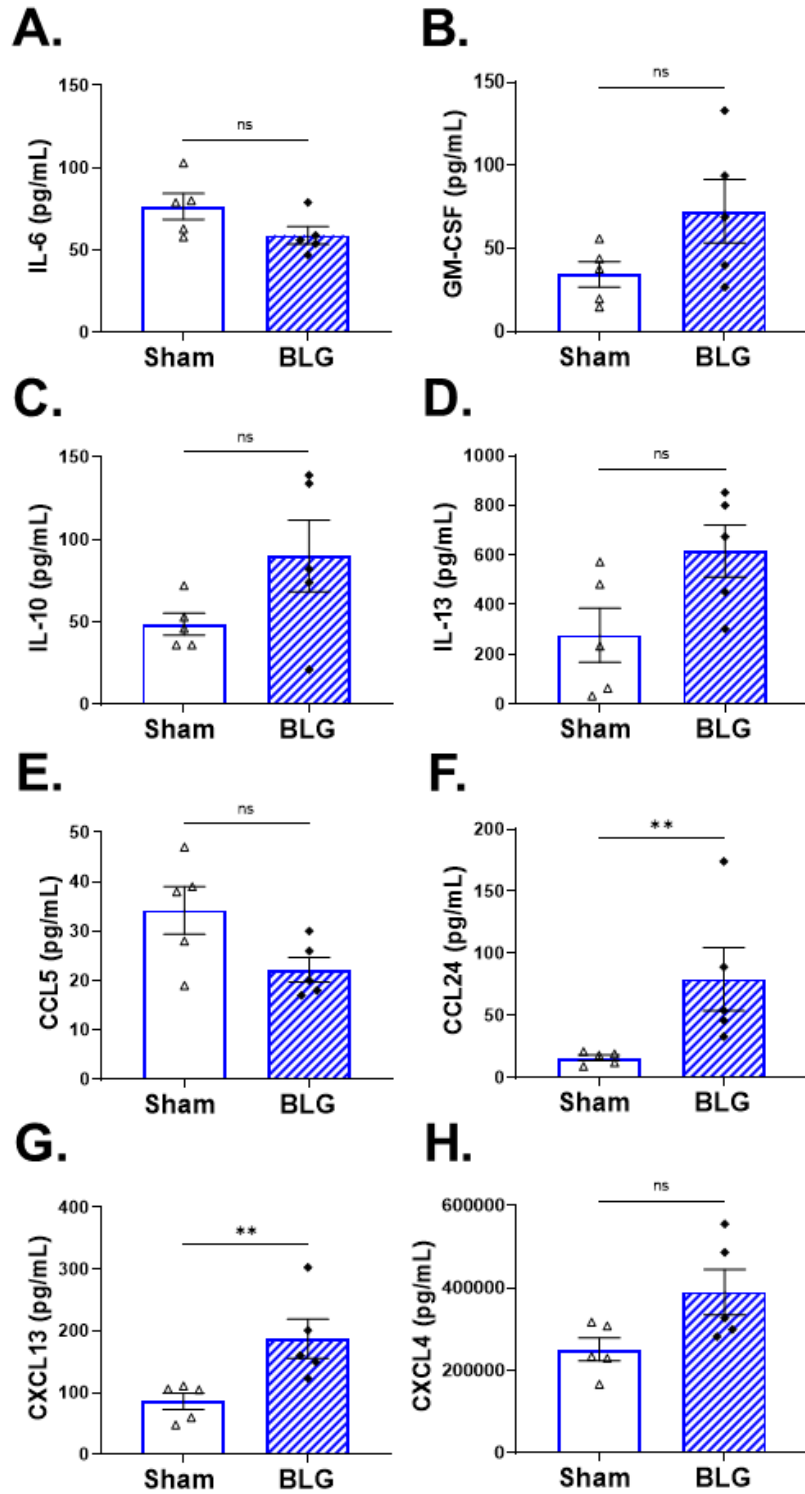 A.
IL-6 (pg/mL)
150
100
50
0
ns
Sham BLG
B.
GM-CSF (pg/mL)
150
100
50
0
ns
Sham BLG
C.
IL-10 (pg/mL)
150
100
50
0
ns
Sham BLG
D.
IL-13 (pg/mL)
1000
800
600
400
200
0
ns
Sham BLG
E.
CCL5 (pg/mL)
50
40
30
20
10
0
ns
Sham BLG
F.
CCL24 (pg/mL)
200
150
100
50
0
**
Sham BLG
G.
CXCL13 (pg/mL)
400
300
200
100
0
**
Sham BLG
H.
CXCL4 (pg/mL)
600000
400000
200000
0
ns
Sham BLG